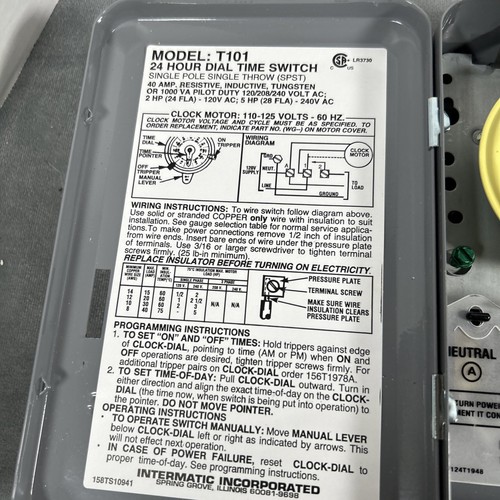 MODEL: T101
24 HOUR DIAL TIME SWITCH
SINGLE POLE SINGLE THROW (SPST)
LR3730
40 AMP. RESISTIVE, INDUCTIVE, TUNGSTEN
OR 1000 VA PILOT DUTY 120/208/240 VOLT AC;
2 HP (24 FLA) - 120V AC; 5 HP (28 FLA) - 240V AC
CLOCK MOTOR: 110-125 VOLTS - 60 HZ.
CLOCK MOTOR VOLTAGE AND CYCLE MUST BE AS SPECIFIED. TO
ORDER REPLACEMENT, INDICATE PART NO. (WG--) ON MOTOR COVER.
TIME DIAL
TIME POINTER
OFF TRIPPER
MANUAL LEVER
ON TRIPPER
WIRING DIAGRAM
CLOCK MOTOR
120V SUPPLY
GND
NEUT.
LINE
GROUND
TO LOAD
WIRING INSTRUCTIONS: To wire switch follow diagram above.
Use solid or stranded COPPER only wire with insulation to suit
installation. See gauge selection table for normal service applica-
tions. To make power connections remove 1/2 inch of insulation
from wire ends. Insert bare ends of wire under the pressure plate
of terminals. Use 3/16 or larger screwdriver to tighten terminal
screws firmly. (25 lb-in minimum).
REPLACE INSULATOR BEFORE TURNING ON ELECTRICITY.
PRESSURE PLATE
TERMINAL SCREW
MAKE SURE WIRE
INSULATION CLEARS
PRESSURE PLATE
PROGRAMMING INSTRUCTIONS
1. TO SET "ON" AND "OFF" TIMES: Hold trippers against edge
of CLOCK-DIAL, pointing to time (AM or PM) when ON and
OFF operations are desired, tighten tripper screws firmly. For
additional tripper pairs on CLOCK-DIAL order 156T1978A.
2. TO SET TIME-OF-DAY: Pull CLOCK-DIAL outward. Turn in
either direction and align the exact time-of-day on the CLOCK-
DIAL (the time now, when switch is being put into operation) to
the pointer. DO NOT MOVE POINTER.
OPERATING INSTRUCTIONS
• TO OPERATE SWITCH MANUALLY: Move MANUAL LEVER
below CLOCK-DIAL left or right as indicated by arrows. This
will not effect next operation.
• IN CASE OF POWER FAILURE, reset CLOCK-DIAL to
proper time-of-day. See programming instructions.
158TS10941
INTERMATIC INCORPORATED
SPRING GROVE, ILLINOIS 60081-9698
NEUTRAL
A
124T1948